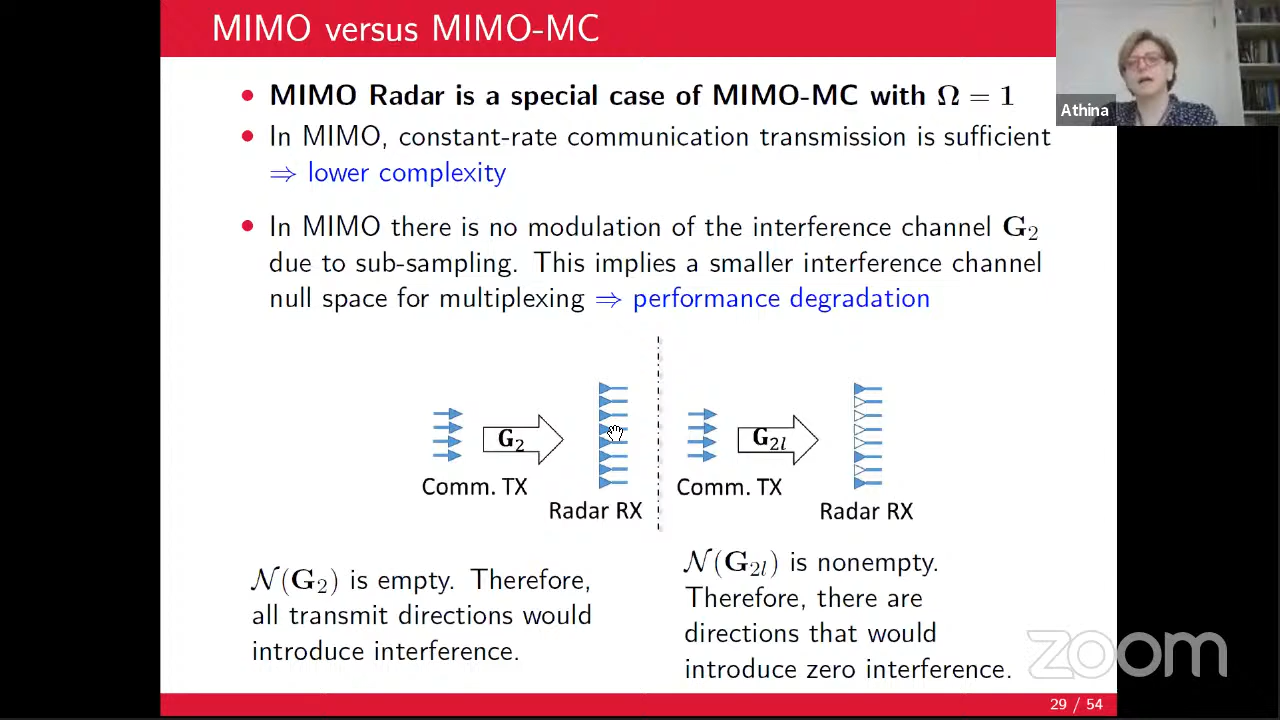 MIMO versus MIMO-MC
Athina
• MIMO Radar is a special case of MIMO-MC with Ω = 1
• In MIMO, constant-rate communication transmission is sufficient
⇒ lower complexity
• In MIMO there is no modulation of the interference channel G₂
due to sub-sampling. This implies a smaller interference channel
null space for multiplexing ⇒ performance degradation
G₂
Comm. TX
Radar RX
G₂ₗ
Comm. TX
Radar RX
𝒩(G₂) is empty. Therefore,
all transmit directions would
introduce interference.
𝒩(G₂ₗ) is nonempty.
Therefore, there are
directions that would
introduce zero interference.
zoom
29 / 54